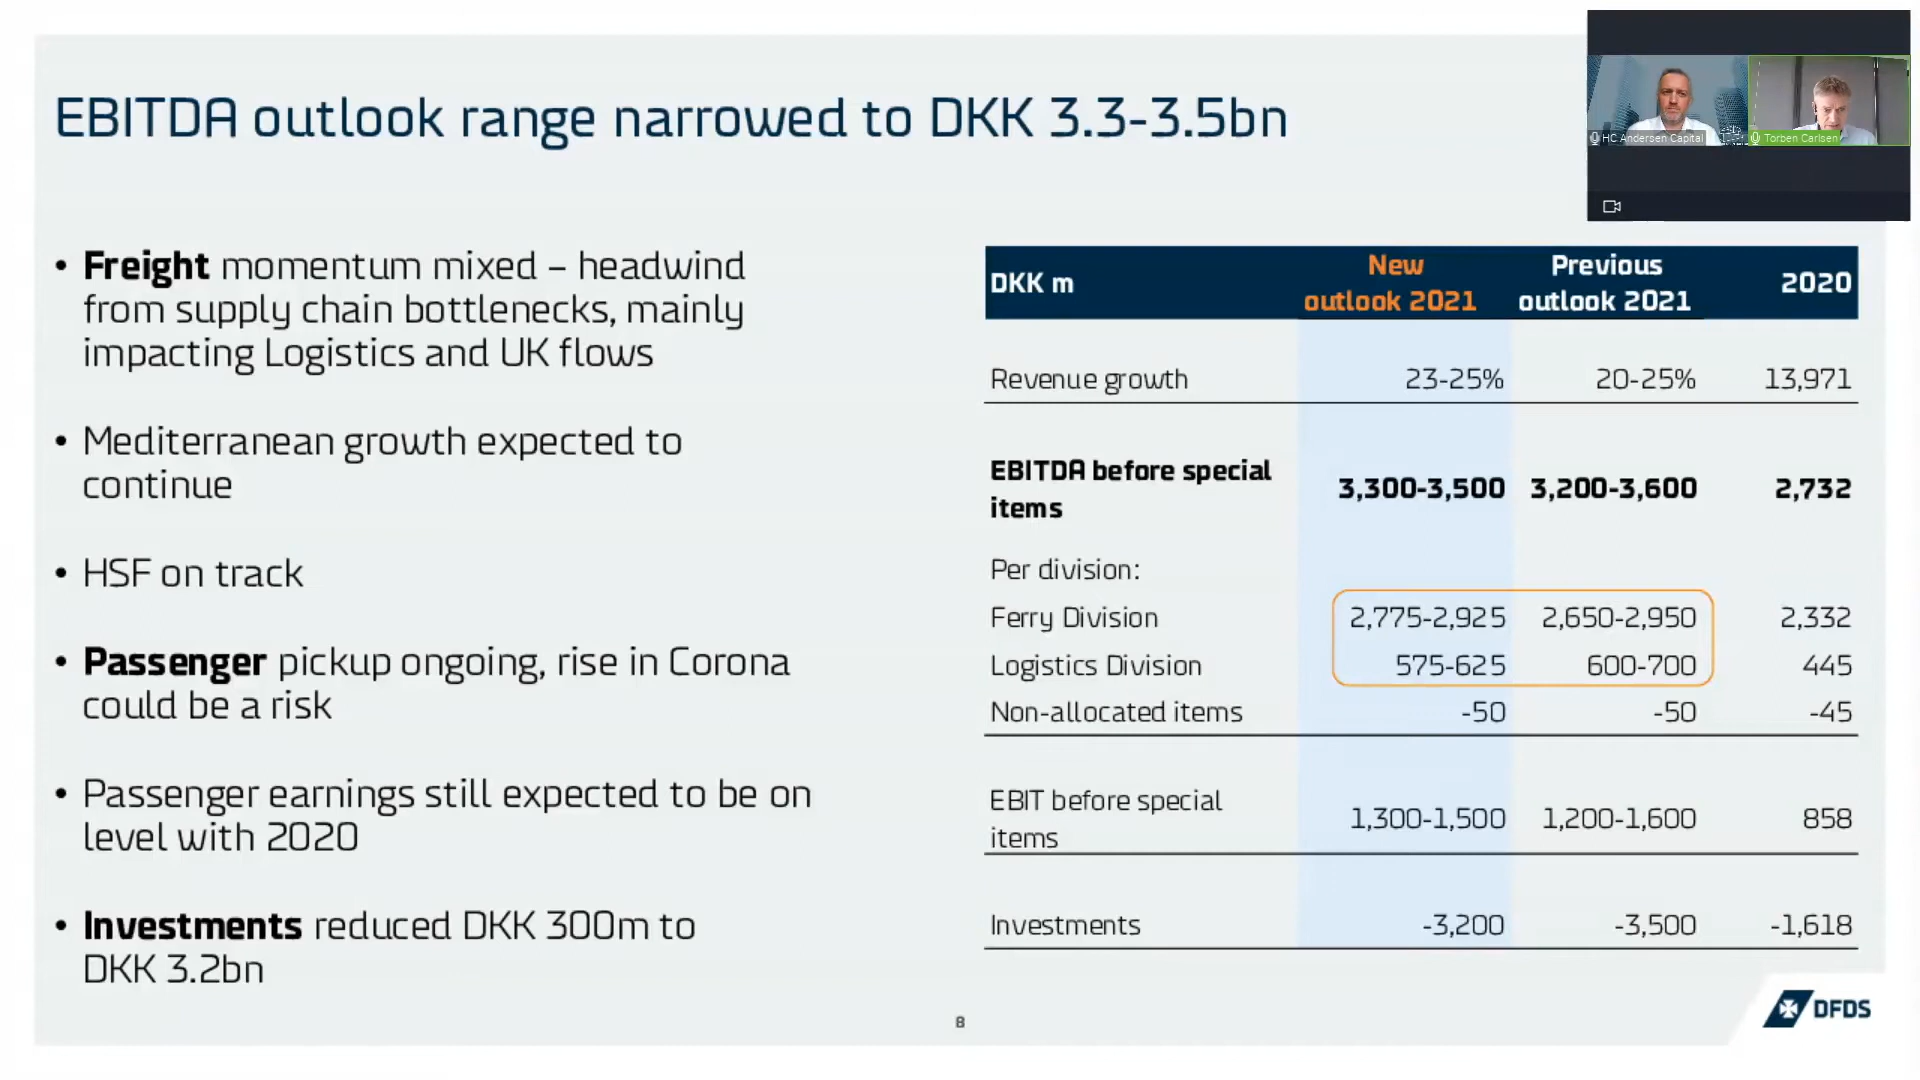 EBITDA outlook range narrowed to DKK 3.3-3.5bn
HC Andersen Capital
Torben Carlsen
• Freight momentum mixed – headwind
from supply chain bottlenecks, mainly
impacting Logistics and UK flows
• Mediterranean growth expected to
continue
• HSF on track
• Passenger pickup ongoing, rise in Corona
could be a risk
• Passenger earnings still expected to be on
level with 2020
• Investments reduced DKK 300m to
DKK 3.2bn
DKK m New outlook 2021 Previous outlook 2021 2020
Revenue growth 23-25% 20-25% 13,971
EBITDA before special items 3,300-3,500 3,200-3,600 2,732
Per division:
Ferry Division 2,775-2,925 2,650-2,950 2,332
Logistics Division 575-625 600-700 445
Non-allocated items -50 -50 -45
EBIT before special items 1,300-1,500 1,200-1,600 858
Investments -3,200 -3,500 -1,618
8
DFDS